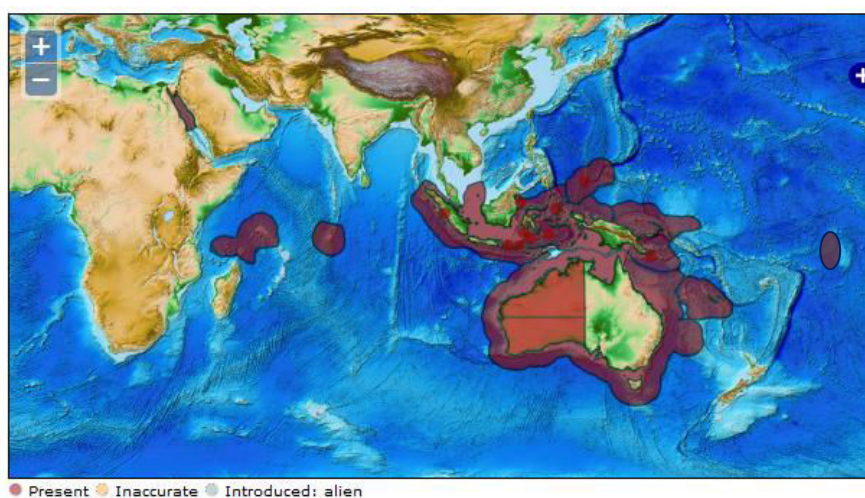 +
−
+
Present Inaccurate Introduced: alien